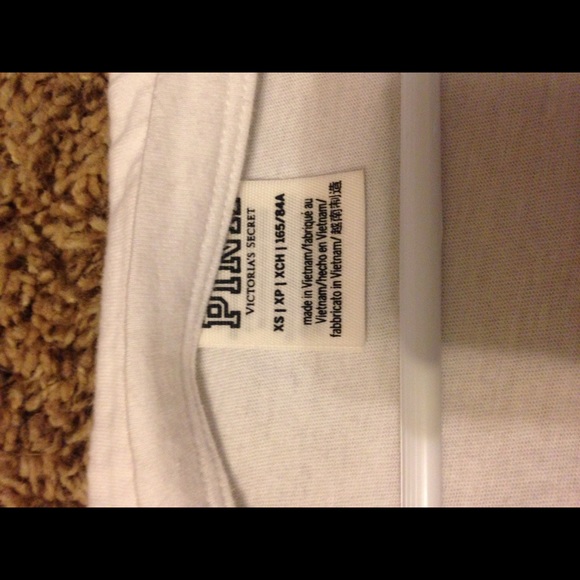 PINK
VICTORIA'S SECRET
XS | XP | XCH | 165/84A
made in Vietnam/fabriqué au
Vietnam/hecho en Vietnam/
fabbricato in Vietnam/ 越南制造